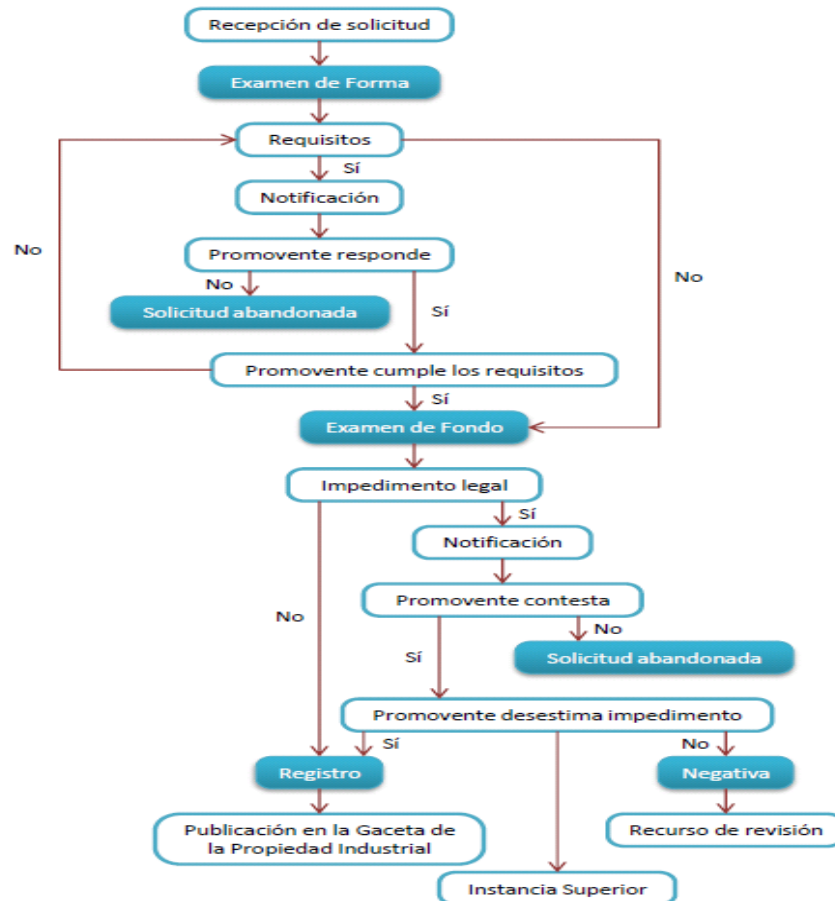 Recepción de solicitud
Examen de Forma
Requisitos
Sí
Notificación
No
Promovente responde
No
No
Solicitud abandonada
Sí
Promovente cumple los requisitos
Sí
Examen de Fondo
Impedimento legal
Sí
Notificación
Promovente contesta
No
No
Sí
Solicitud abandonada
Promovente desestima impedimento
Sí
No
Registro
Negativa
Publicación en la Gaceta de
la Propiedad Industrial
Recurso de revisión
Instancia Superior